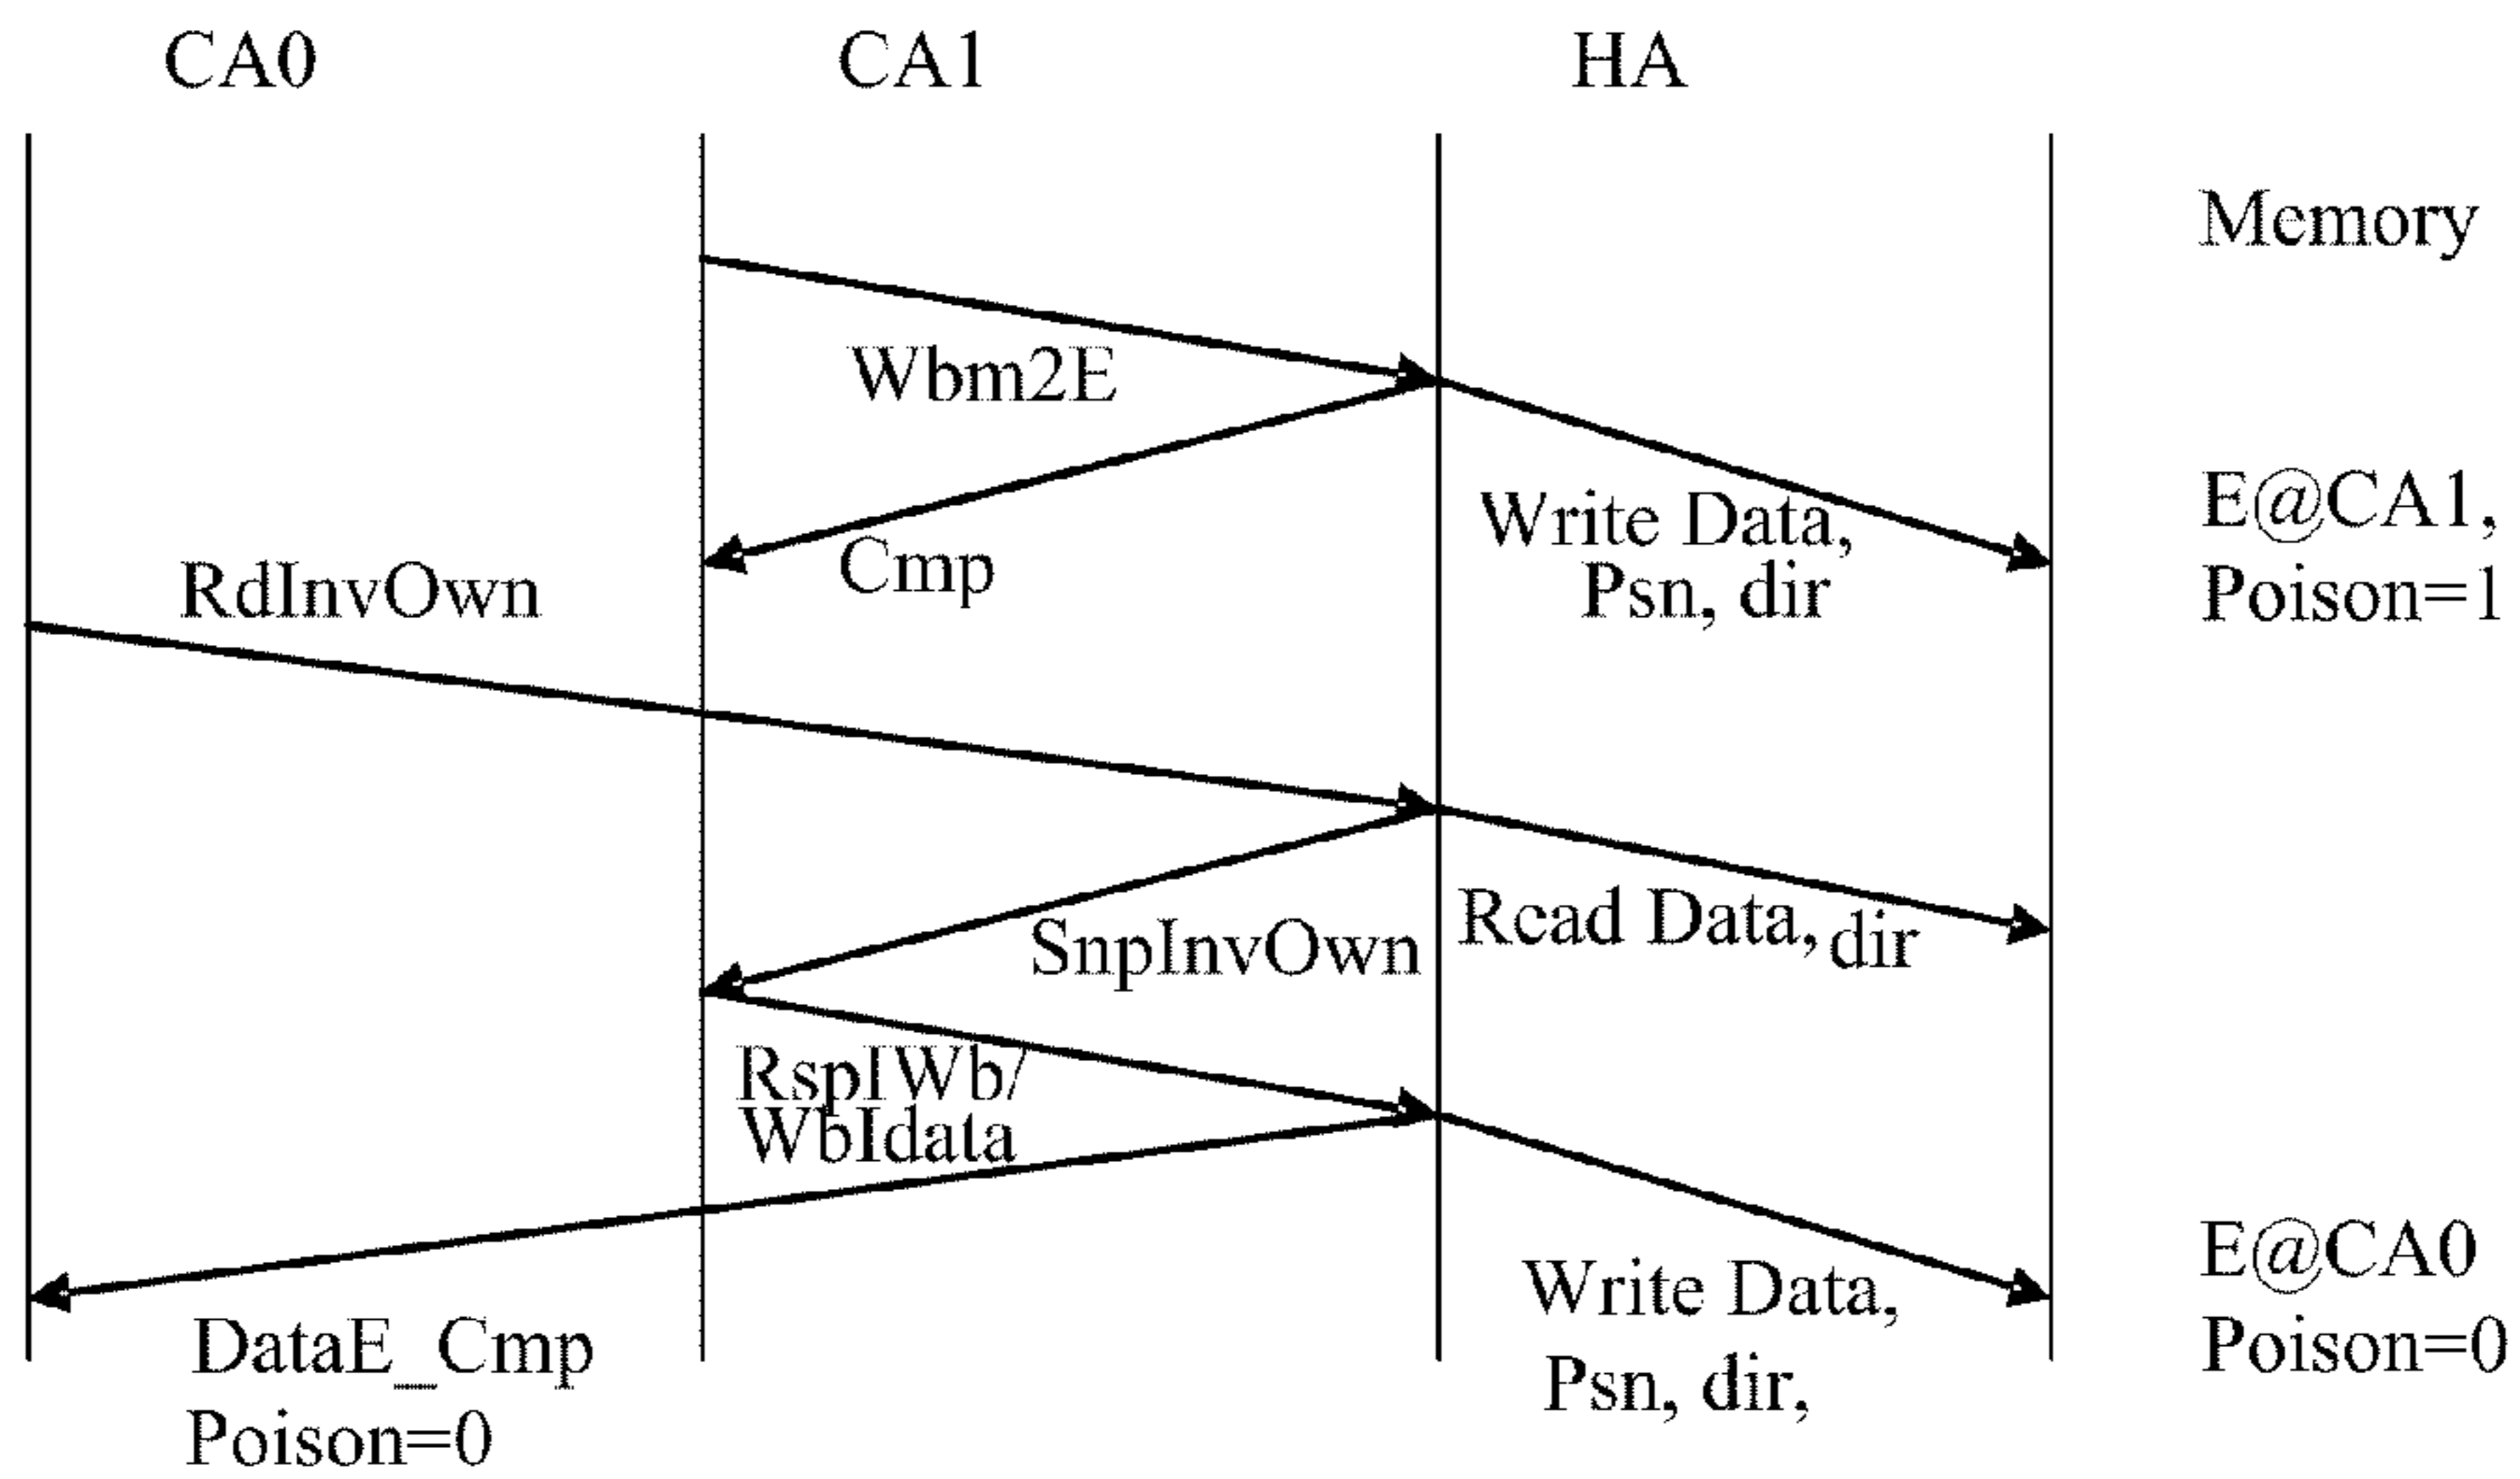 CA0
CA1
HA
Memory
Wbm2E
E@CA1,
Write Data,
Cmp
RdInvOwn
Psn, dir
Poison=1
Read Data, dir
SnpInvOwn
RspIWb/
WbIdata
E@CA0
Write Data,
DataE_Cmp
Poison=0
Psn, dir,
Poison=0